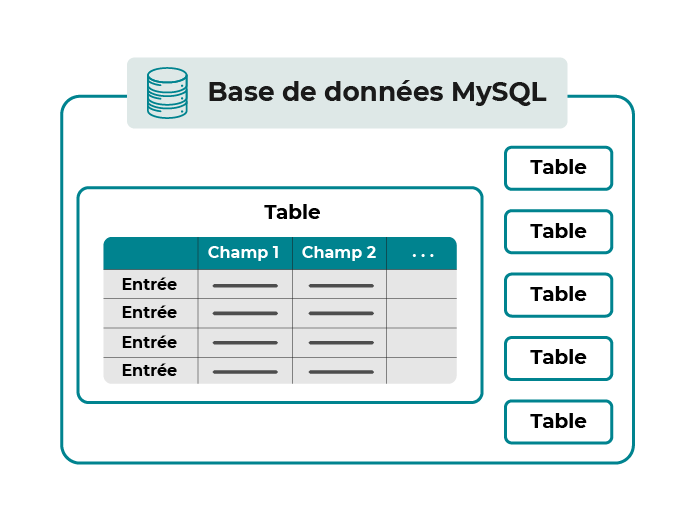 Base de données MySQL
Table
Champ 1 Champ 2 ...
Entrée
Entrée
Entrée
Entrée
Table
Table
Table
Table
Table